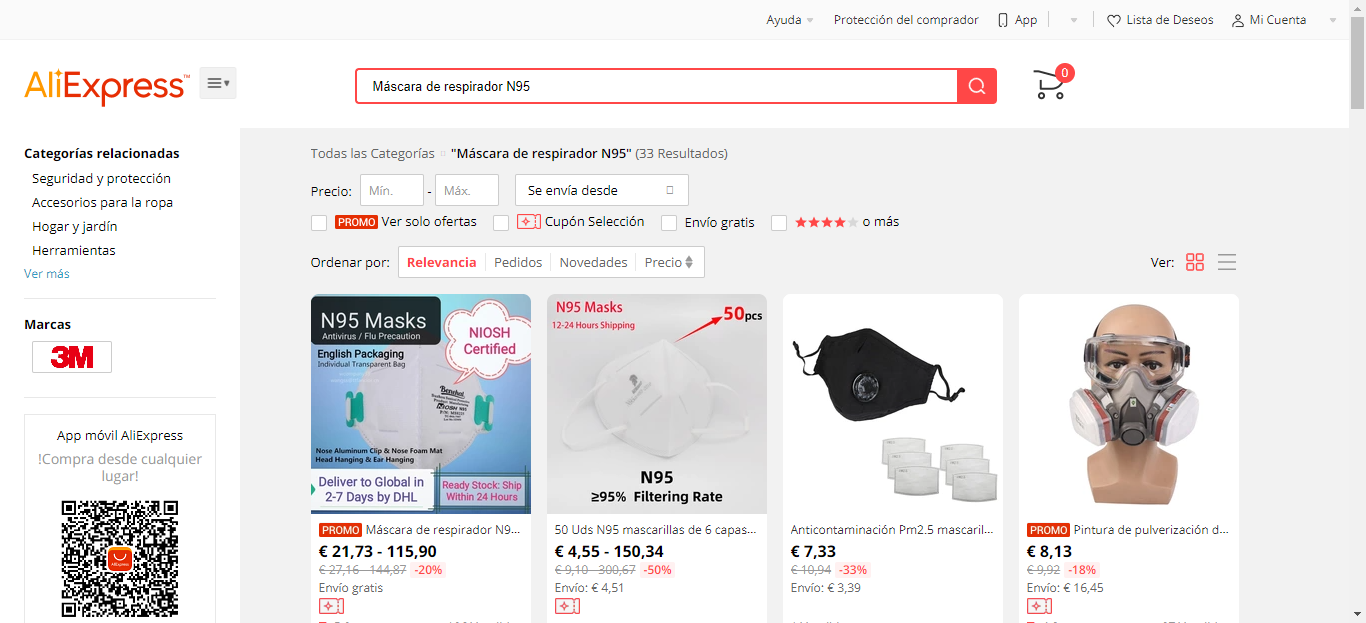 Ayuda
Protección del comprador
App
Lista de Deseos
Mi Cuenta
AliExpress™
Máscara de respirador N95
0
Categorías relacionadas
Seguridad y protección
Accesorios para la ropa
Hogar y jardín
Herramientas
Ver más
Marcas
3M
App móvil AliExpress
!Compra desde cualquier
lugar!
AliExpress
Todas las Categorías "Máscara de respirador N95" (33 Resultados)
Precio: Mín. - Máx. Se envía desde
PROMO Ver solo ofertas Cupón Selección Envío gratis o más
Ordenar por: Relevancia Pedidos Novedades Precio
Ver:
N95 Masks
Antivirus / Flu Precaution
NIOSH
Certified
English Packaging
Individual Transparent Bag
Benehal
NIOSH N95
Nose Aluminum Clip & Nose Foam Mat
Head Hanging & Ear Hanging
Deliver to Global in
2-7 Days by DHL
Ready Stock: Ship
Within 24 Hours
PROMO Máscara de respirador N9...
€ 21,73 - 115,90
€ 27,16 - 144,87 -20%
Envío gratis
N95 Masks
12-24 Hours Shipping
50pcs
N95
≥95% Filtering Rate
50 Uds N95 mascarillas de 6 capas...
€ 4,55 - 150,34
€ 9,10 - 300,67 -50%
Envío: € 4,51
Anticontaminación Pm2.5 mascaril...
€ 7,33
€ 10,94 -33%
Envío: € 3,39
PROMO Pintura de pulverización d...
€ 8,13
€ 9,92 -18%
Envío: € 16,45